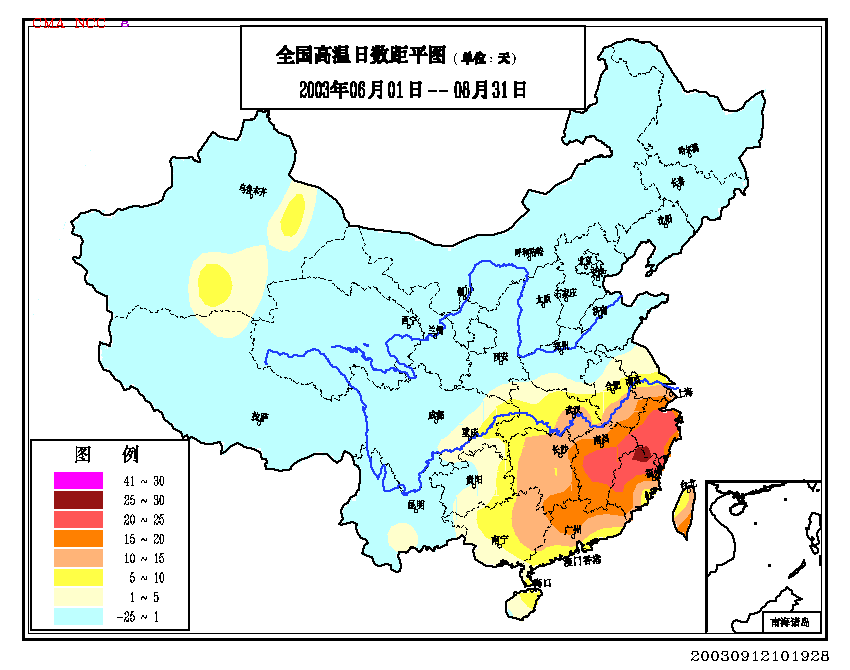 CMA NCC
全国高温日数距平图（单位：天）
2003年06月01日－－08月31日
哈尔滨
长春
乌鲁木齐
沈阳
呼和浩特
北京
天津
银川
太原
石家庄
济南
西宁
兰州
郑州
西安
合肥
南京
上海
拉萨
成都
武汉
重庆
南昌
长沙
福州
贵阳
台北
昆明
广州
南宁
澳门香港
海口
图 例
41 ~ 30
25 ~ 30
20 ~ 25
15 ~ 20
10 ~ 15
5 ~ 10
1 ~ 5
-25 ~ 1
南海诸岛
20030912101928